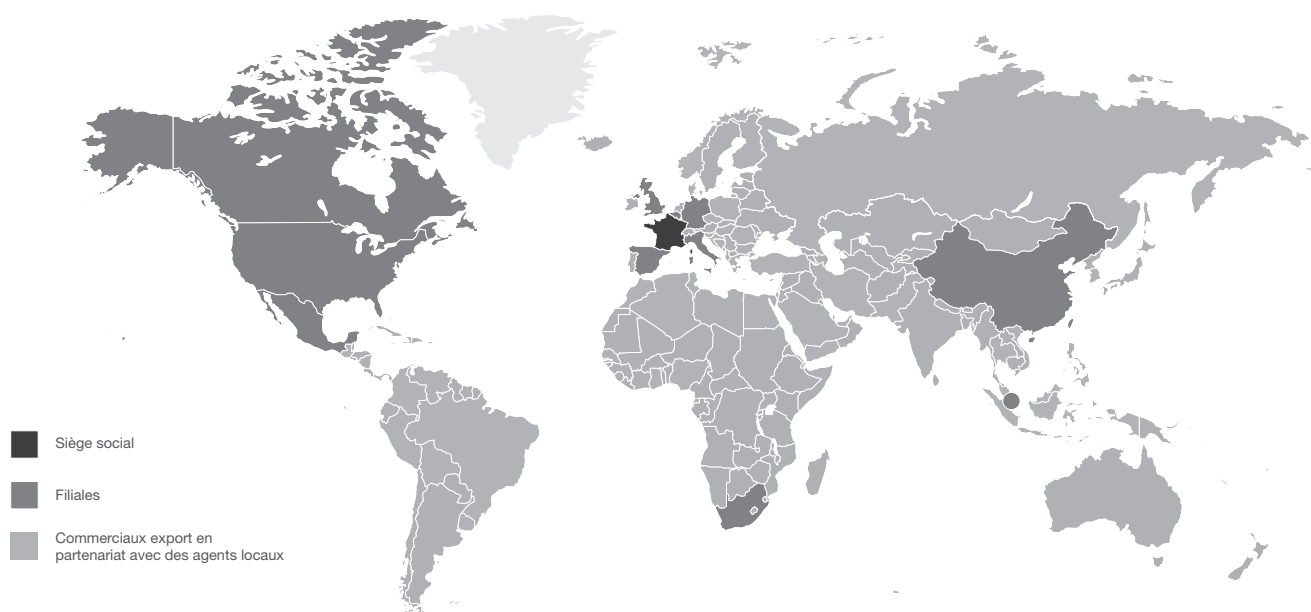 Siège social
Filiales
Commerciaux export en
partenariat avec des agents locaux